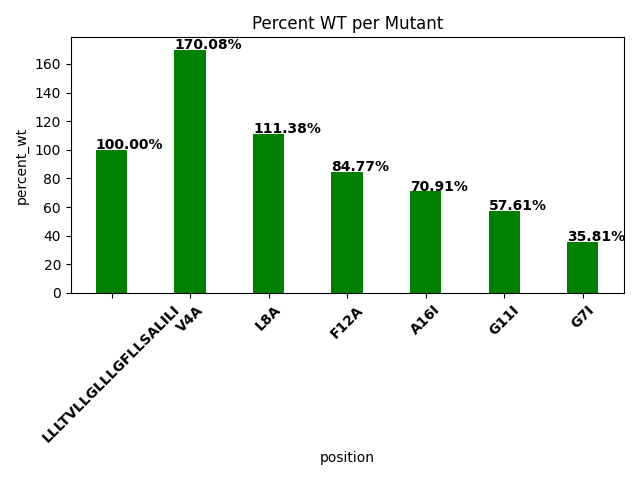 Percent WT per Mutant
percent_wt
160
140
120
100
80
60
40
20
0
100.00%
170.08%
111.38%
84.77%
70.91%
57.61%
35.81%
LLLTVLLGLLLGFLLSALILI
V4A
L8A
F12A
A16I
G11I
G7I
position